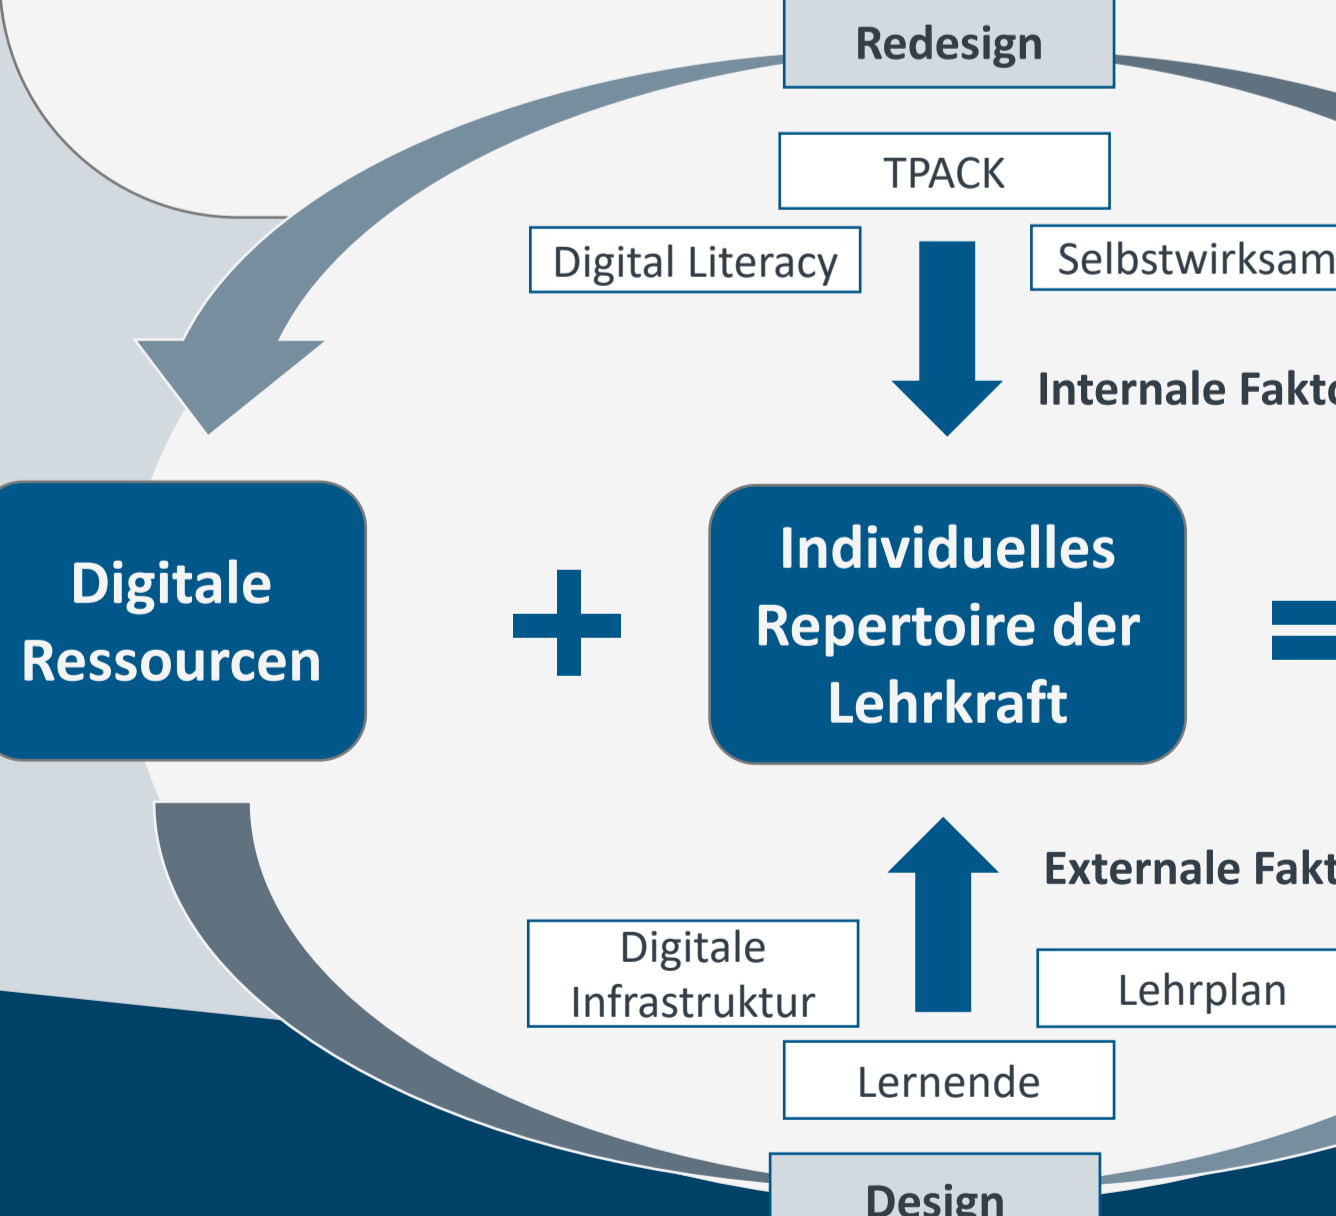 Redesign
TPACK
Digital Literacy
Selbstwirksam
Internale Fakto
Digitale
Ressourcen
+
Individuelles
Repertoire der
Lehrkraft
=
Externale Fakt
Digitale
Infrastruktur
Lehrplan
Lernende
Design